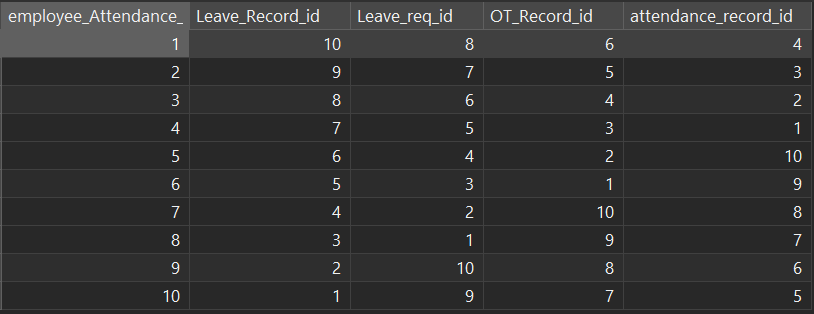 employee_Attendance_ Leave_Record_id Leave_req_id OT_Record_id attendance_record_id
1 10 8 6 4
2 9 7 5 3
3 8 6 4 2
4 7 5 3 1
5 6 4 2 10
6 5 3 1 9
7 4 2 10 8
8 3 1 9 7
9 2 10 8 6
10 1 9 7 5